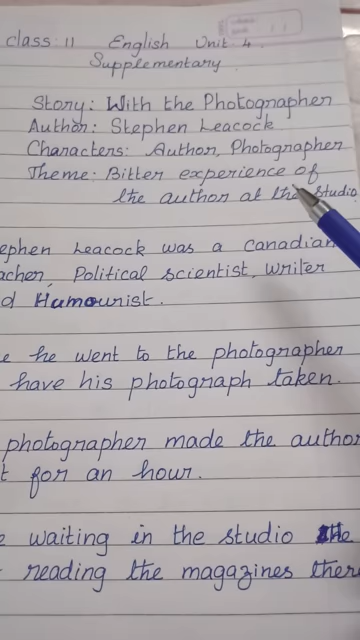 Class: 11 English Unit 4.
Supplementary
Story: With the Photographer
Author: Stephen Leacock
Characters: Author, Photographer
Theme: Bitter experience of
the author at the studio
ephen Leacock was a Canadian
acher, Political scientist, Writer
d Humourist.
e he went to the photographer
have his photograph taken.
photographer made the author
t for an hour.
e waiting in the studio
reading the magazines there